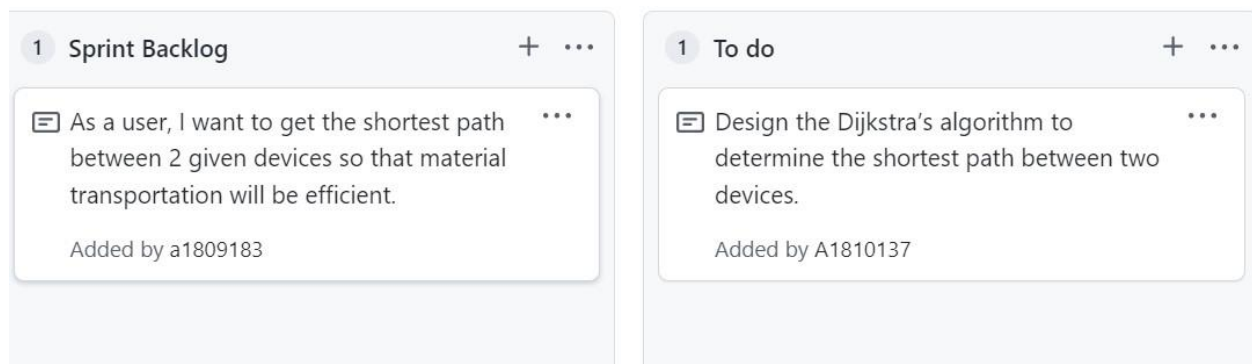 1 Sprint Backlog
As a user, I want to get the shortest path
between 2 given devices so that material
transportation will be efficient.
Added by a1809183
1 To do
Design the Dijkstra's algorithm to
determine the shortest path between two
devices.
Added by A1810137